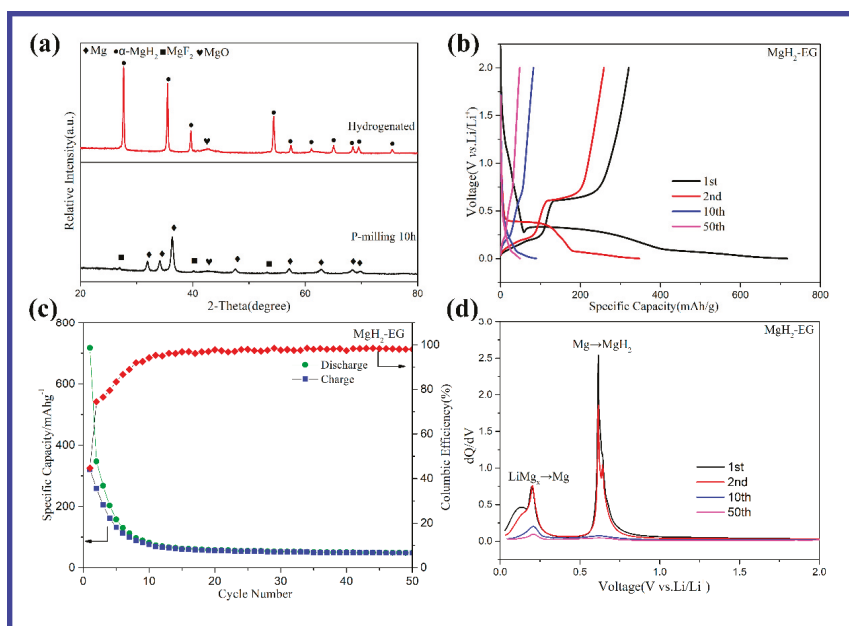 (a)
♦Mg ●α-MgH₂ ■MgF₂ ♥MgO
Hydrogenated
P-milling 10h
Relative Intensity(a.u.)
20 40 60 80
2-Theta(degree)
(b)
MgH₂-EG
2.0
1.5
1.0
0.5
0.0
Voltage(V vs.Li/Li⁺)
1st
2nd
10th
50th
0 200 400 600 800
Specific Capacity(mAh/g)
(c)
MgH₂-EG
800
700
500
400
300
200
100
0
Specific Capacity/mAhg⁻¹
Discharge
Charge
100
80
60
40
20
0
Columbic Efficiency(%)
0 10 20 30 40 50
Cycle Number
(d)
MgH₂-EG
3.0
2.5
2.0
1.5
1.0
0.5
0.0
dQ/dV
Mg→MgH₂
LiMgₓ→Mg
1st
2nd
10th
50th
0.0 0.5 1.0 1.5 2.0
Voltage(V vs.Li/Li )